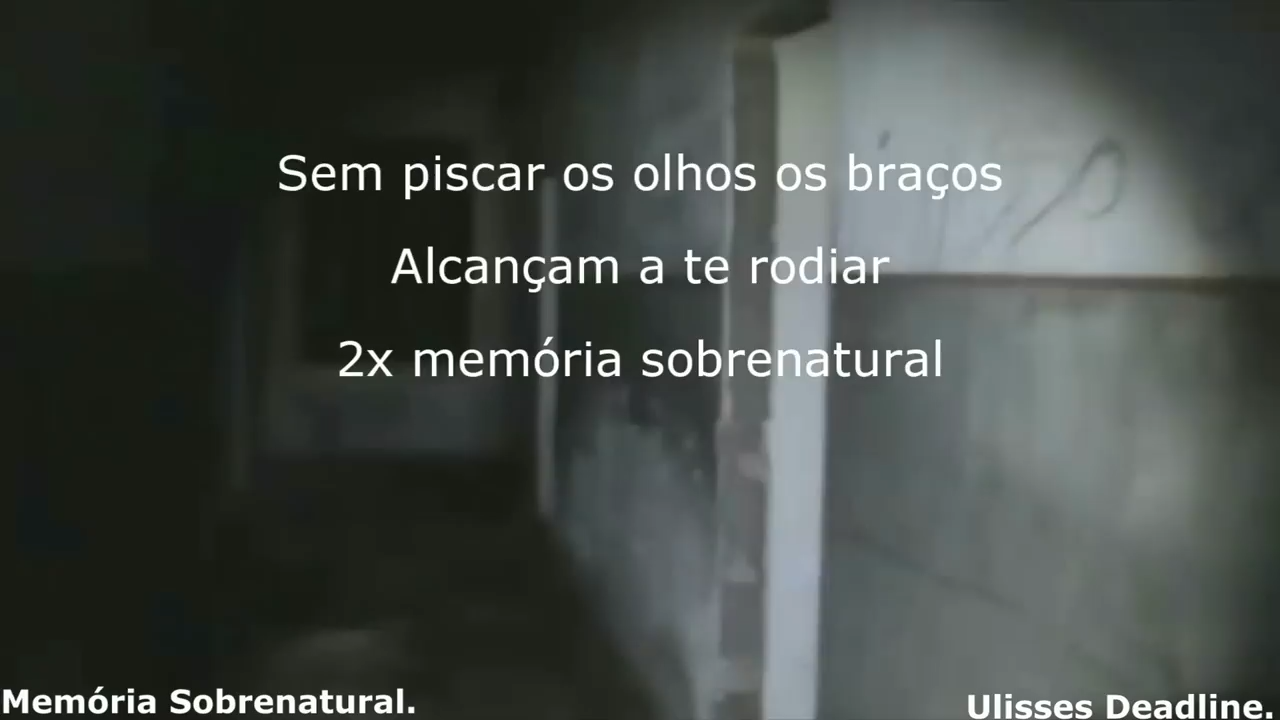 Sem piscar os olhos os braços
Alcançam a te rodiar
2x memória sobrenatural
Memória Sobrenatural.
Ulisses Deadline.